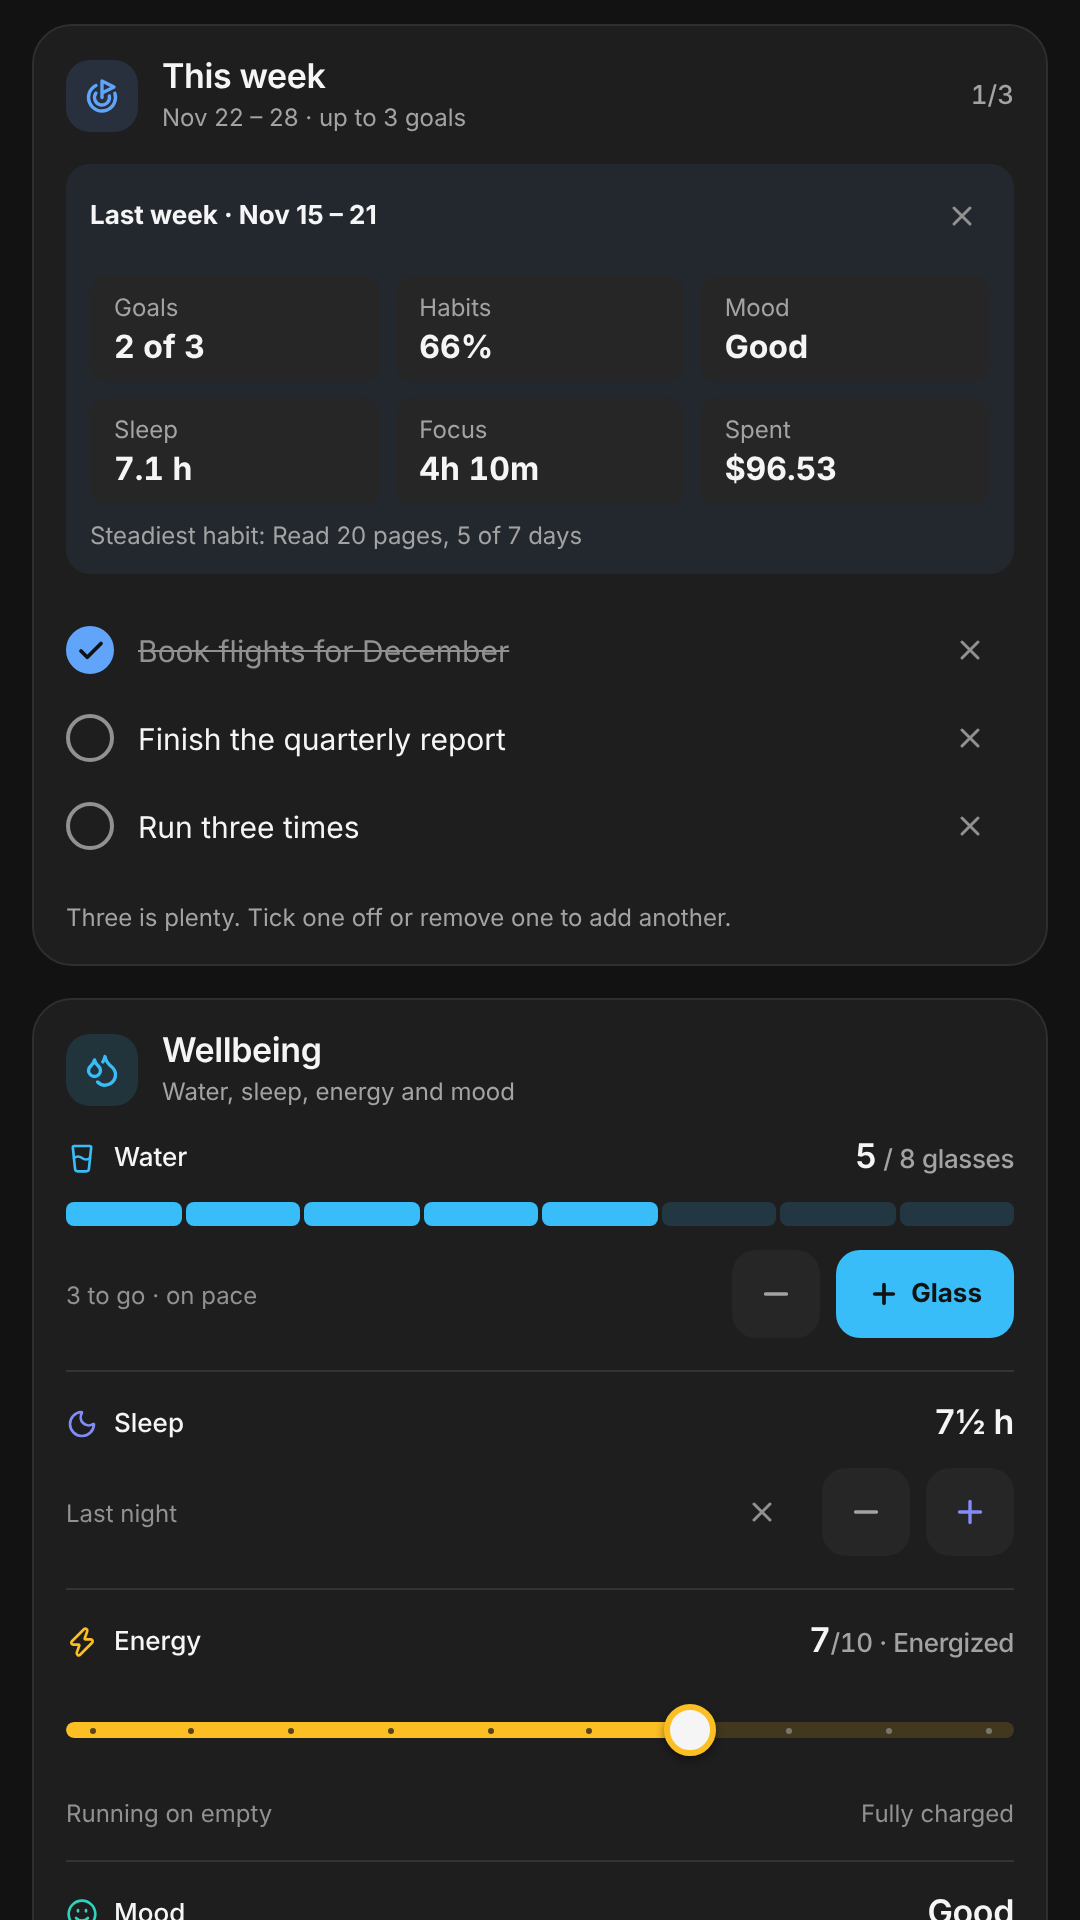 This week
Nov 22 – 28 · up to 3 goals
1/3
Last week · Nov 15 – 21
Goals
2 of 3
Habits
66%
Mood
Good
Sleep
7.1 h
Focus
4h 10m
Spent
$96.53
Steadiest habit: Read 20 pages, 5 of 7 days
Book flights for December
Finish the quarterly report
Run three times
Three is plenty. Tick one off or remove one to add another.
Wellbeing
Water, sleep, energy and mood
Water
5 / 8 glasses
3 to go · on pace
Glass
Sleep
7½ h
Last night
Energy
7/10 · Energized
Running on empty
Fully charged
Mood
Good